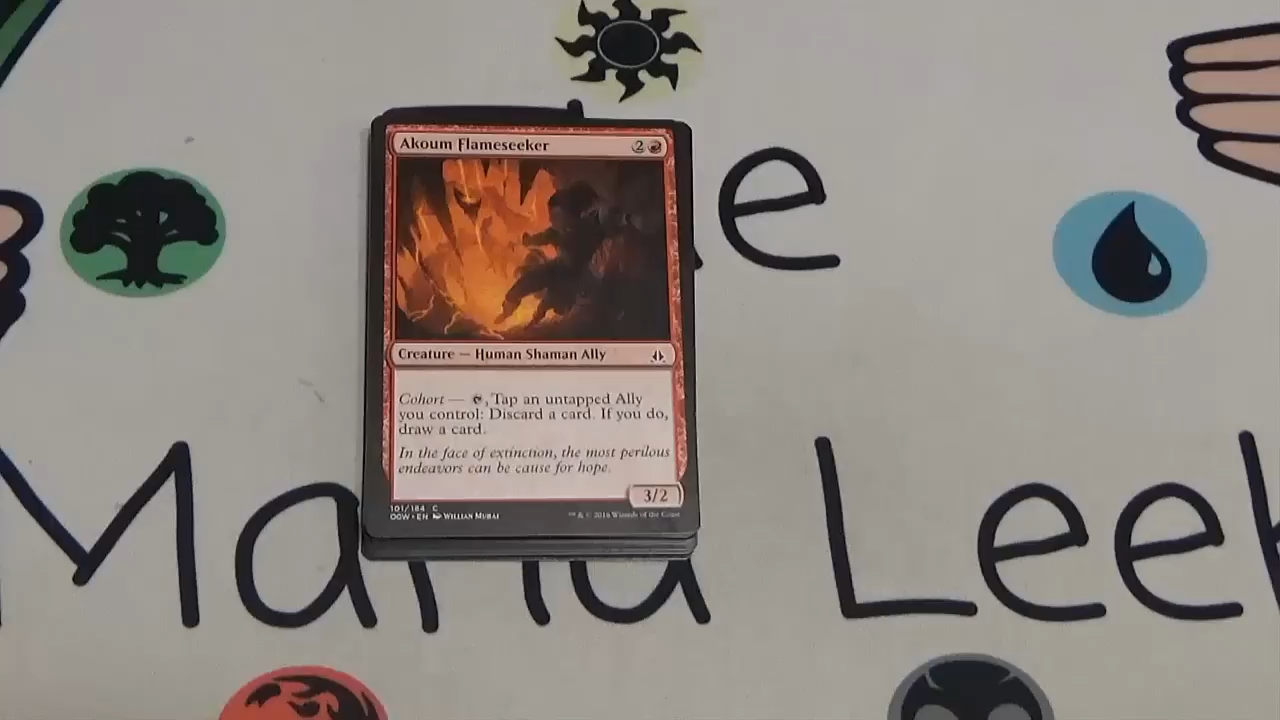 Akoum Flameseeker 2
e
Creature — Human Shaman Ally
Cohort — , Tap an untapped Ally
you control: Discard a card. If you do,
draw a card.
In the face of extinction, the most perilous
endeavors can be cause for hope.
3/2
101/184 C
OGW • EN Willian Murai
™ & © 2016 Wizards of the Coast
Mana Leek